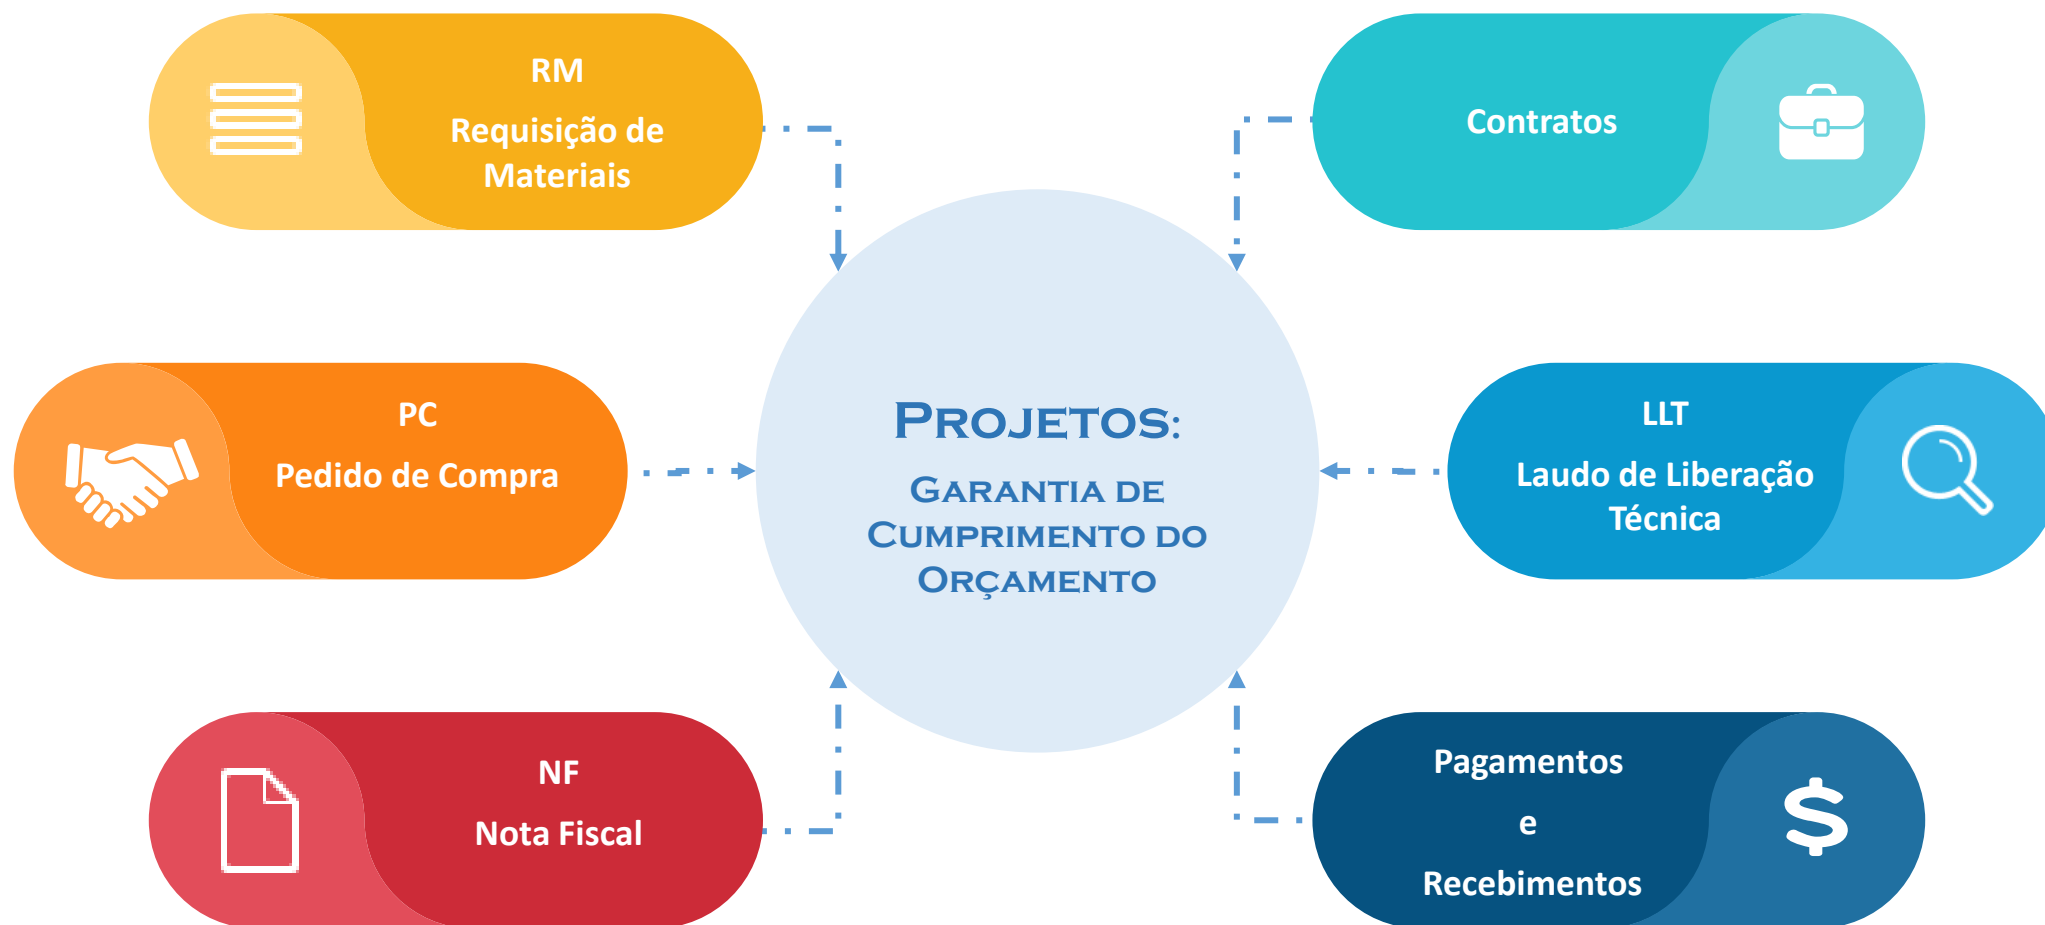 RM
Requisição de
Materiais
Contratos
PC
Pedido de Compra
Projetos:
Garantia de
Cumprimento do
Orçamento
LLT
Laudo de Liberação
Técnica
NF
Nota Fiscal
Pagamentos
e
Recebimentos
$